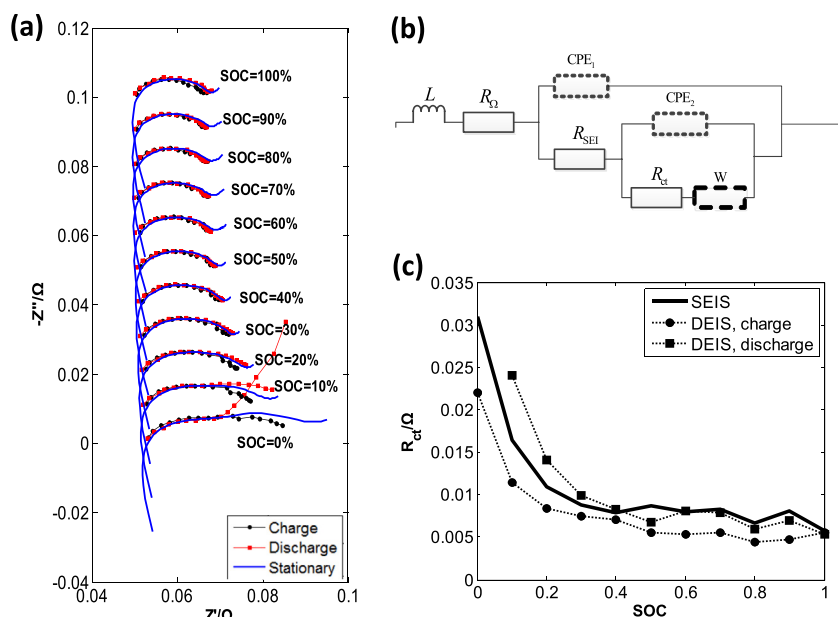 (a)
0.12
0.1
0.08
0.06
0.04
0.02
0
-0.02
-0.04
-Z''/Ω
0.04
0.06
0.08
0.1
Z'/Ω
SOC=100%
SOC=90%
SOC=80%
SOC=70%
SOC=60%
SOC=50%
SOC=40%
SOC=30%
SOC=20%
SOC=10%
SOC=0%
Charge
Discharge
Stationary
(b)
L
RΩ
CPE1
RSEI
CPE2
Rct
W
(c)
0.035
0.03
0.025
0.02
0.015
0.01
0.005
0
Rct/Ω
SEIS
DEIS, charge
DEIS, discharge
0
0.2
0.4
0.6
0.8
1
SOC